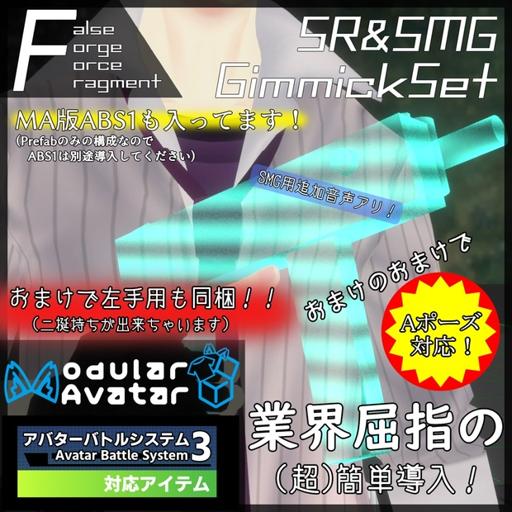 False
Forge
Force
Fragment
SR&SMG
GimmickSet
MA版ABS1も入ってます！
(Prefabのみの構成なので
ABS1は別途導入してください)
SMG用追加音声アリ！
おまけで左手用も同梱！！
(二挺持ちが出来ちゃいます)
おまけのおまけで
Aポーズ
対応！
Modular
Avatar
アバターバトルシステム3
Avatar Battle System
対応アイテム
業界屈指の
(超)簡単導入！